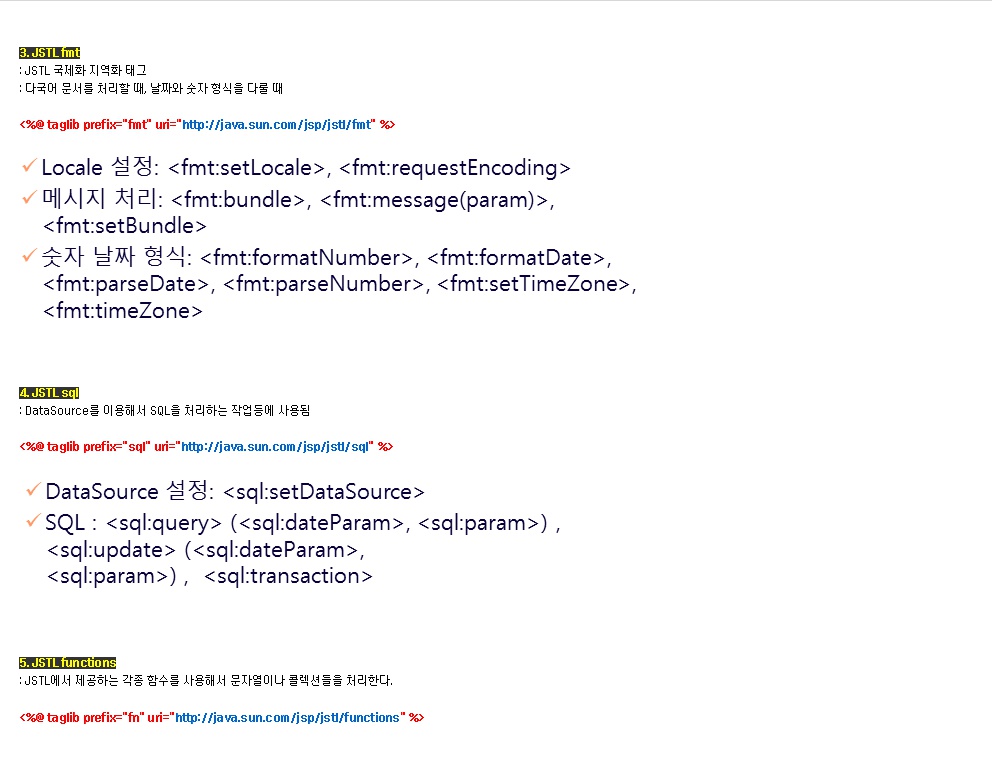 3. JSTL fmt
: JSTL 국제화 지역화 태그
: 다국어 문서를 처리할 때, 날짜와 숫자 형식을 다룰 때
<%@ taglib prefix="fmt" uri="http://java.sun.com/jsp/jstl/fmt" %>
✓ Locale 설정: <fmt:setLocale>, <fmt:requestEncoding>
✓ 메시지 처리: <fmt:bundle>, <fmt:message(param)>,
<fmt:setBundle>
✓ 숫자 날짜 형식: <fmt:formatNumber>, <fmt:formatDate>,
<fmt:parseDate>, <fmt:parseNumber>, <fmt:setTimeZone>,
<fmt:timeZone>
4. JSTL sql
: DataSource를 이용해서 SQL을 처리하는 작업등에 사용됨
<%@ taglib prefix="sql" uri="http://java.sun.com/jsp/jstl/sql" %>
✓ DataSource 설정: <sql:setDataSource>
✓ SQL : <sql:query> (<sql:dateParam>, <sql:param>) ,
<sql:update> (<sql:dateParam>,
<sql:param>) , <sql:transaction>
5. JSTL functions
: JSTL에서 제공하는 각종 함수를 사용해서 문자열이나 콜렉션들을 처리한다.
<%@ taglib prefix="fn" uri="http://java.sun.com/jsp/jstl/functions" %>